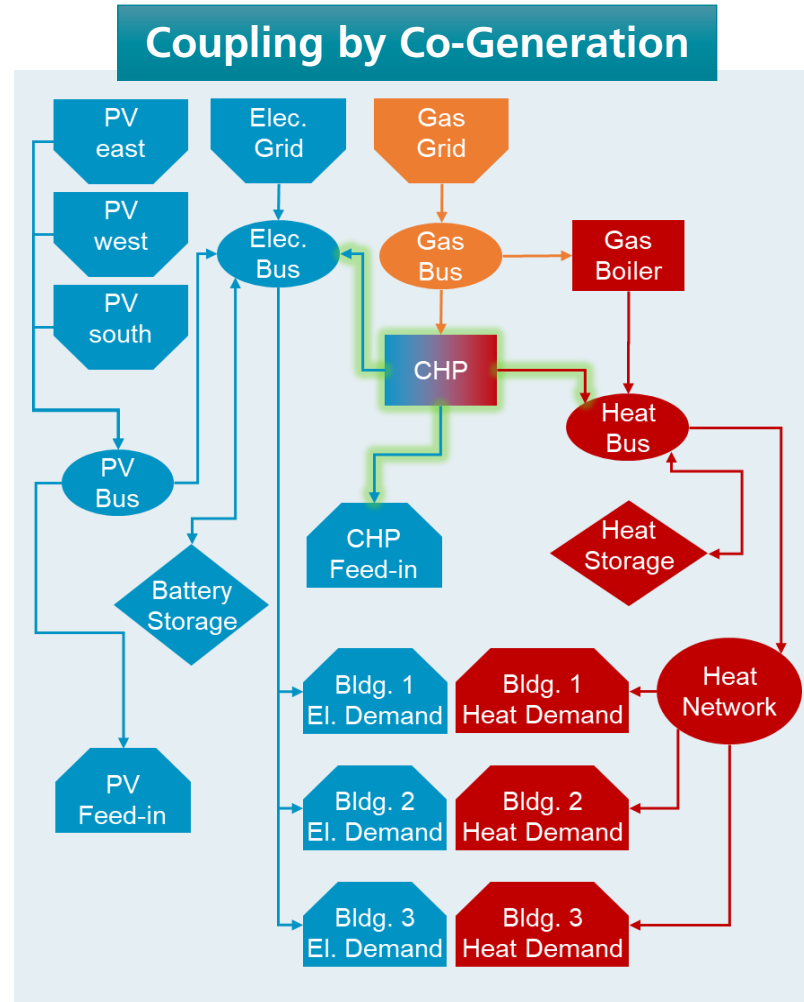 Coupling by Co-Generation
PV
east
Elec.
Grid
Gas
Grid
PV
west
Elec.
Bus
Gas
Bus
Gas
Boiler
PV
south
CHP
Heat
Bus
PV
Bus
CHP
Feed-in
Heat
Storage
Battery
Storage
Bldg. 1
El. Demand
Bldg. 1
Heat Demand
Heat
Network
PV
Feed-in
Bldg. 2
El. Demand
Bldg. 2
Heat Demand
Bldg. 3
El. Demand
Bldg. 3
Heat Demand